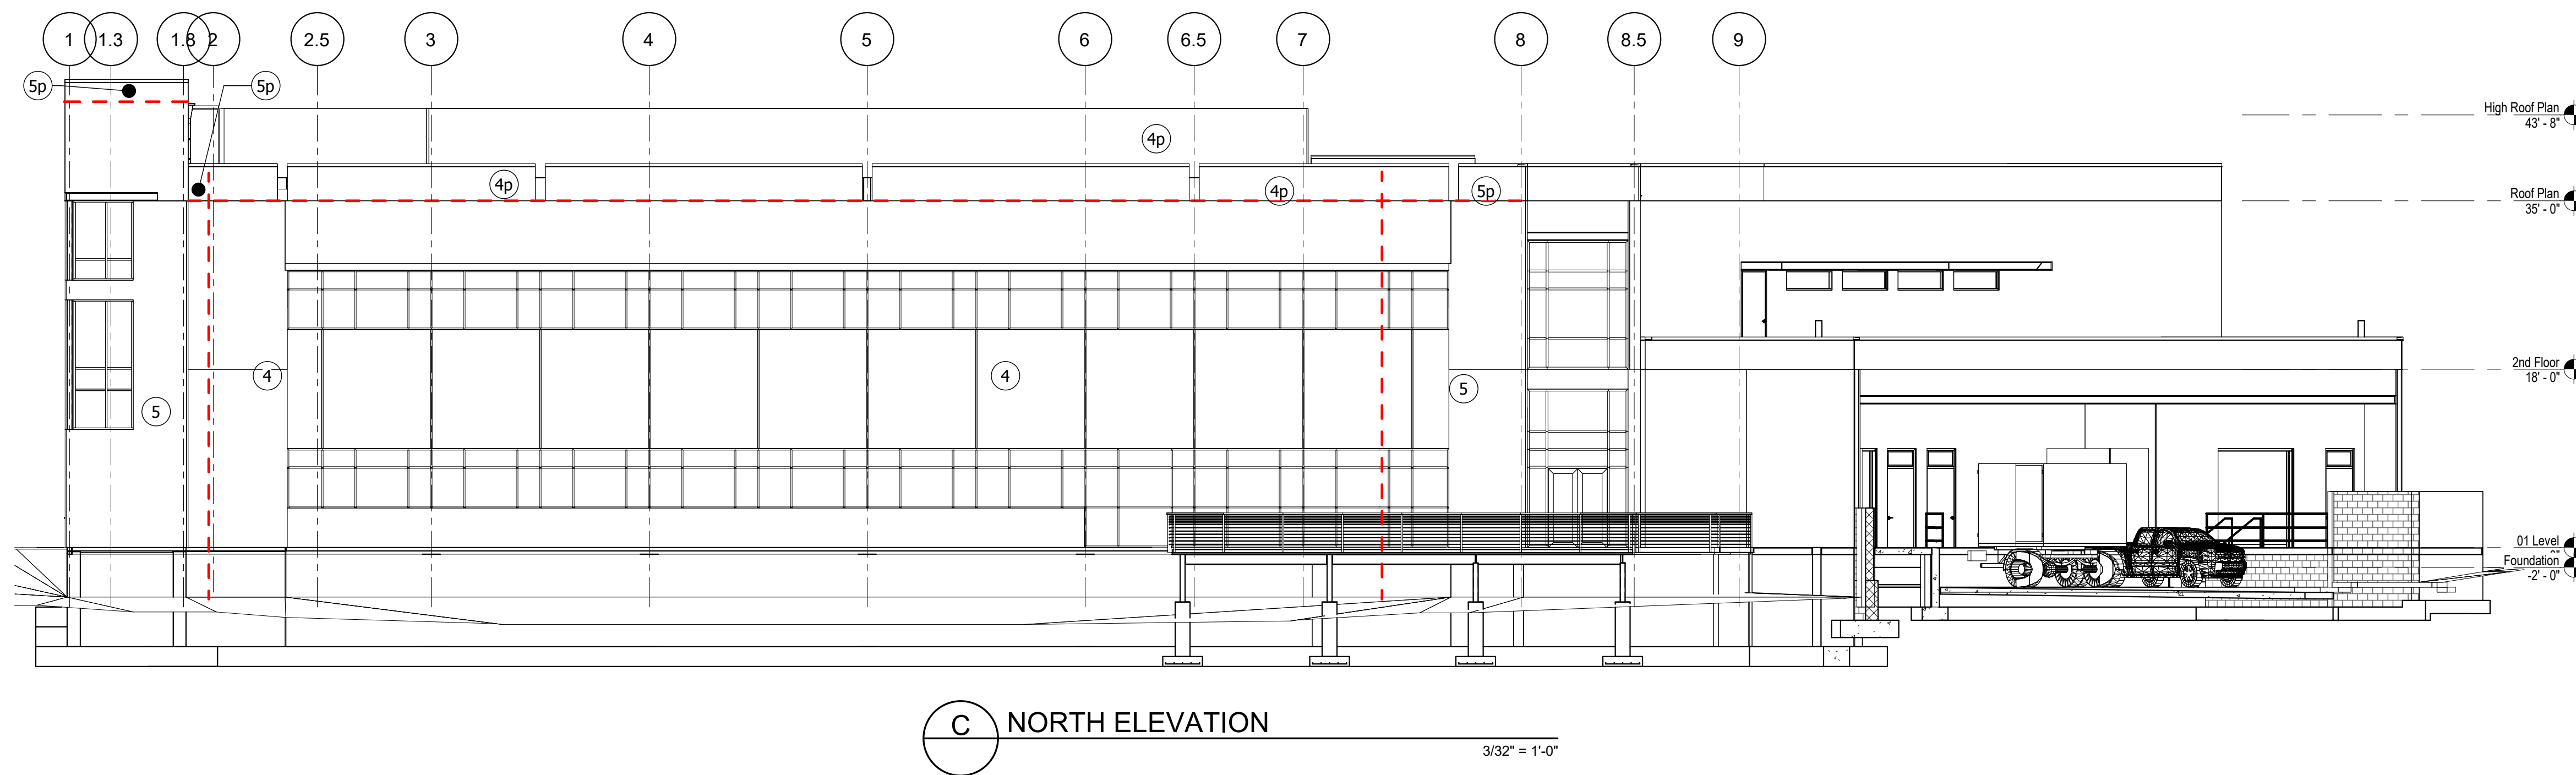 1 1.3 1.8 2 2.5 3 4 5 6 6.5 7 8 8.5 9
5p 5p
High Roof Plan
43' - 8"
4p
4p 4p 5p
Roof Plan
35' - 0"
2nd Floor
18' - 0"
4 4 5
5
01 Level
Foundation
-2' - 0"
C NORTH ELEVATION
3/32" = 1'-0"